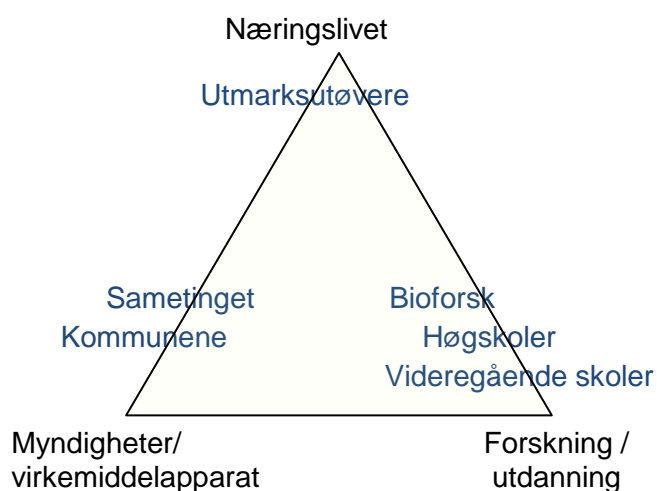 Næringslivet
Utmarksutøvere
Sametinget
Kommunene
Bioforsk
Høgskoler
Videregående skoler
Myndigheter/
virkemiddelapparat
Forskning /
utdanning